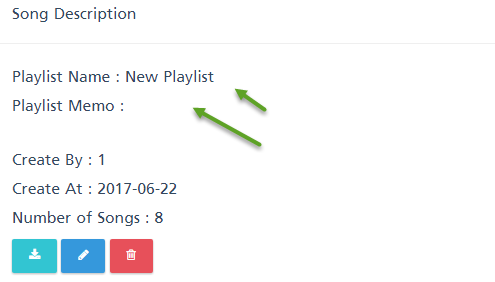 Song Description
Playlist Name : New Playlist
Playlist Memo :
Create By : 1
Create At : 2017-06-22
Number of Songs : 8